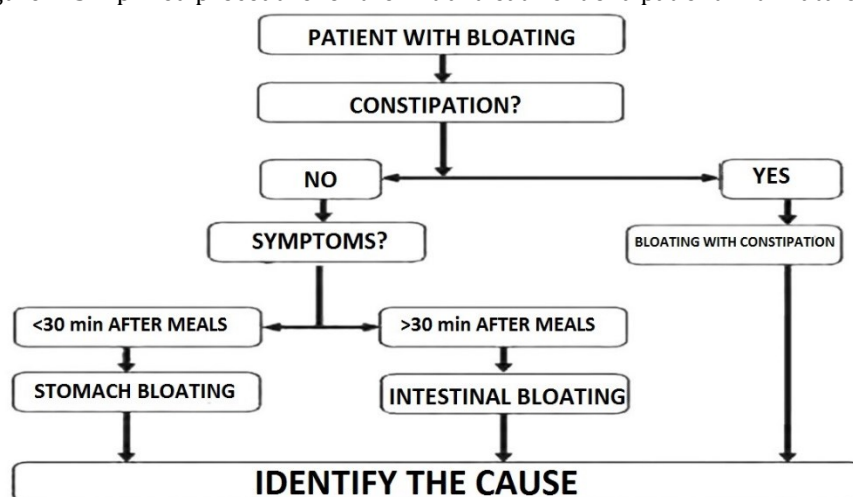 PATIENT WITH BLOATING
CONSTIPATION?
NO
YES
SYMPTOMS?
BLOATING WITH CONSTIPATION
<30 min AFTER MEALS
>30 min AFTER MEALS
STOMACH BLOATING
INTESTINAL BLOATING
IDENTIFY THE CAUSE